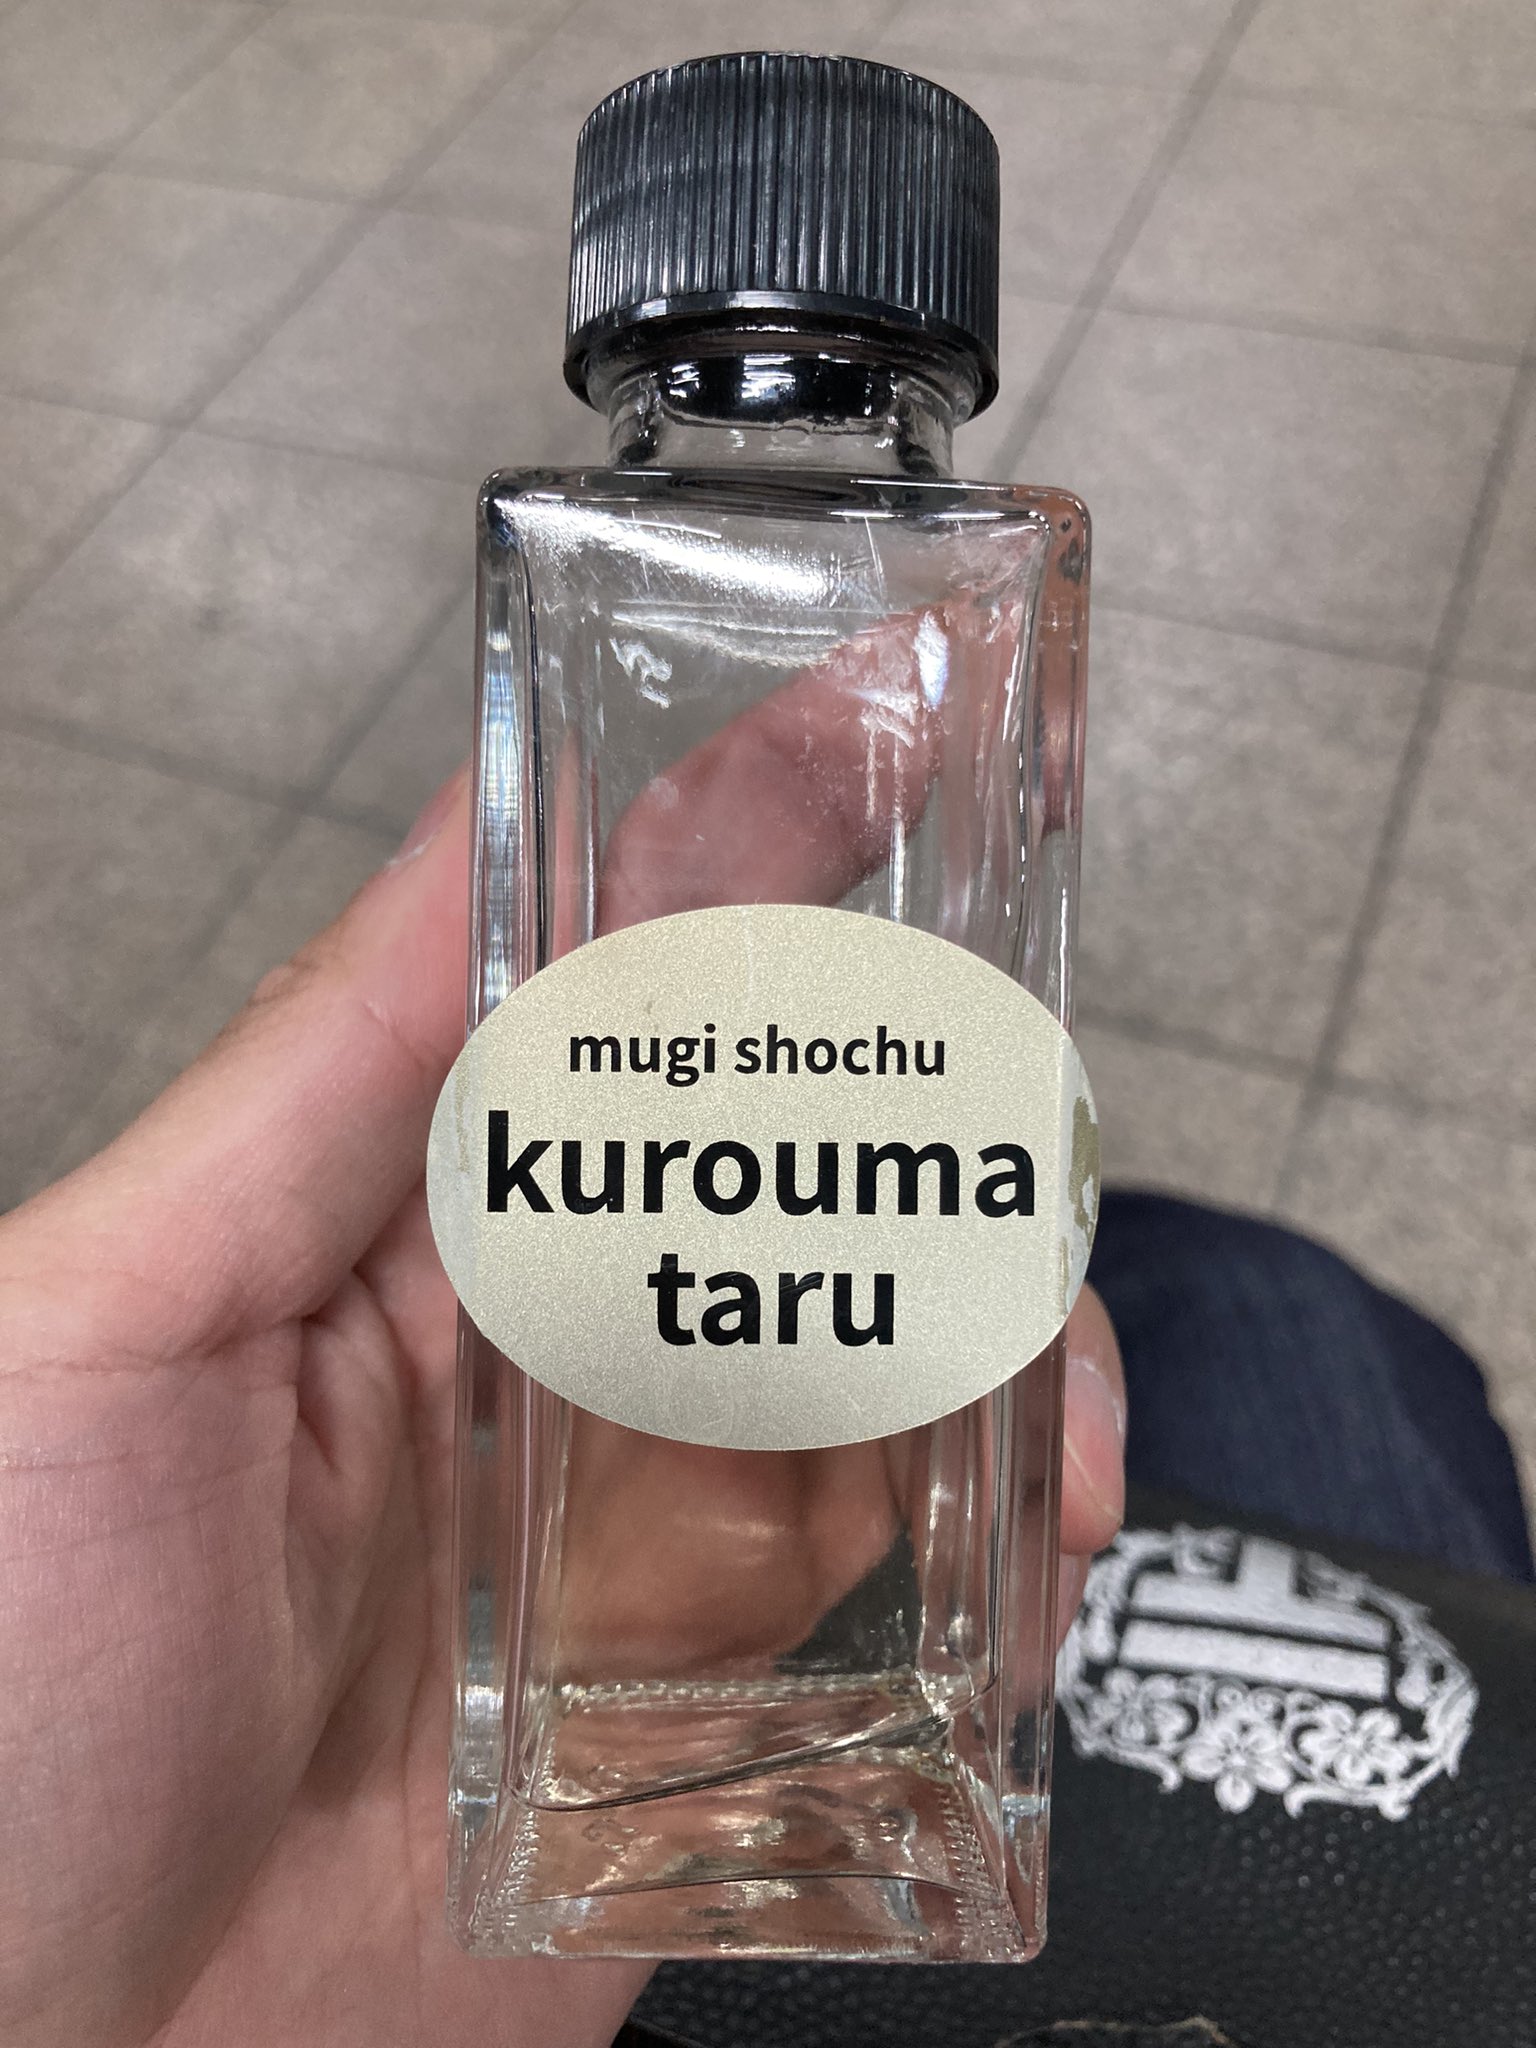 mugi shochu
kurouma
taru